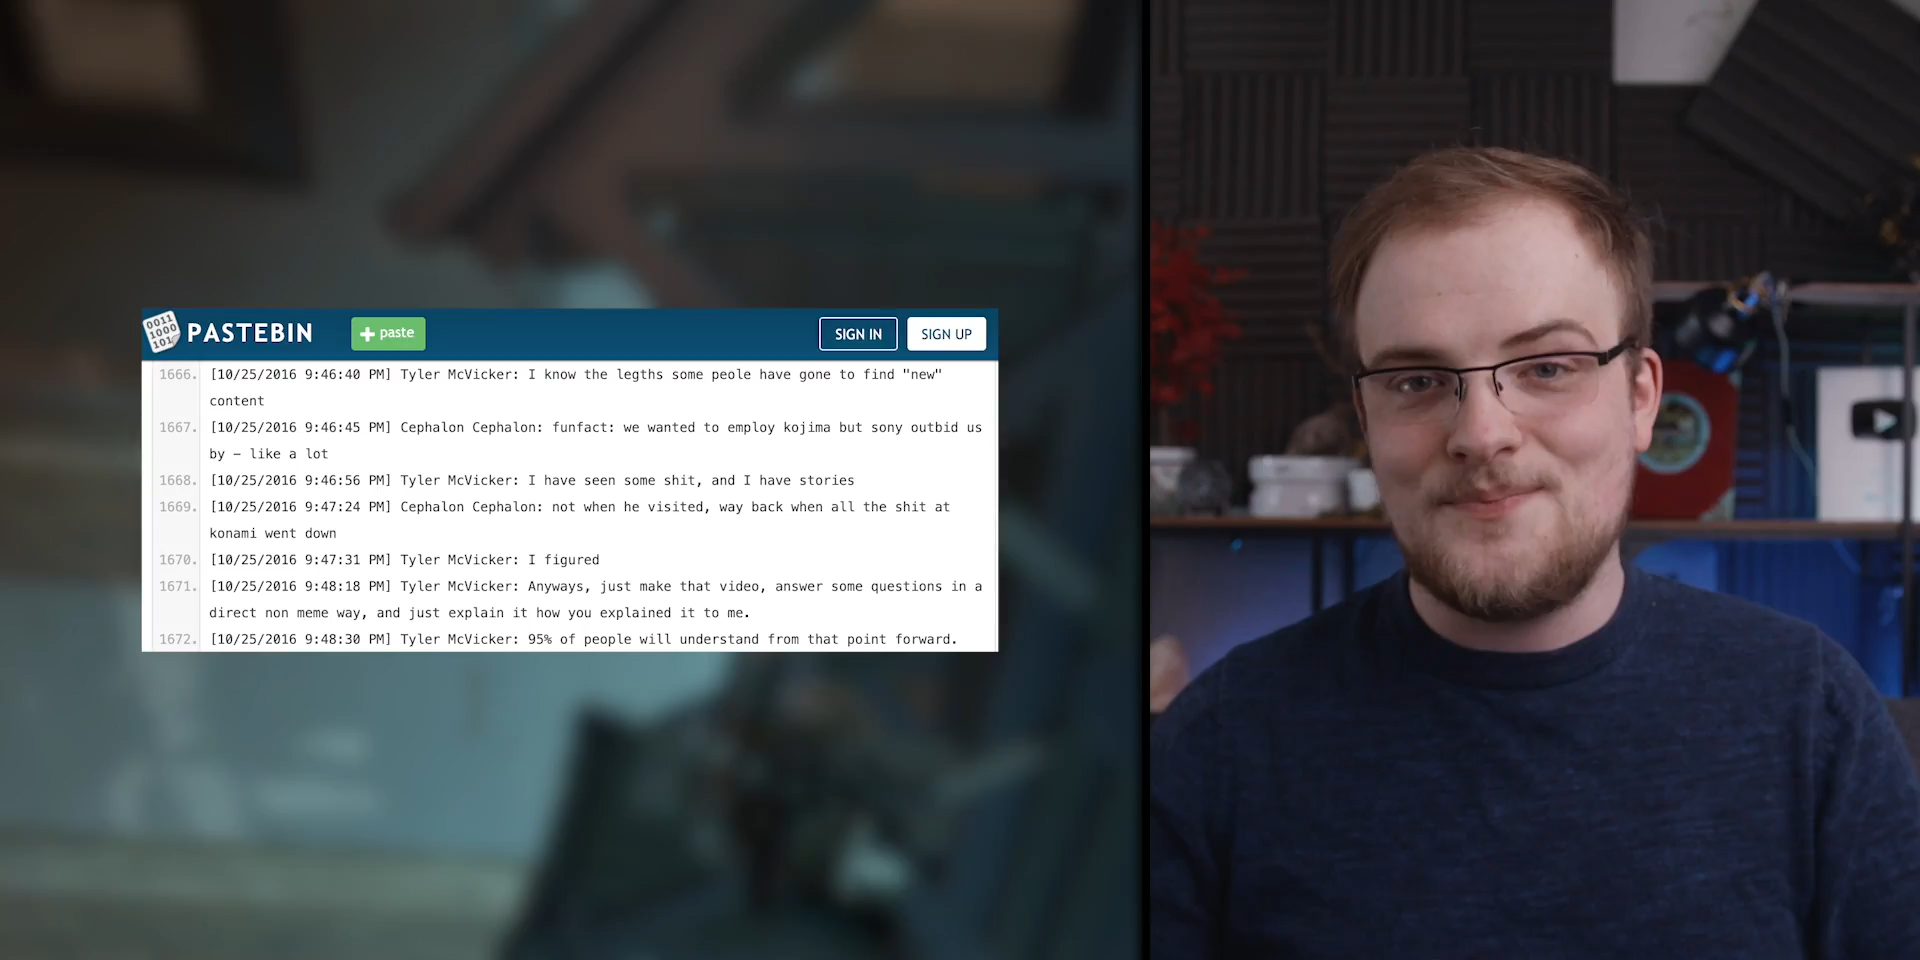 0011
1000
101
PASTEBIN
+ paste
SIGN IN
SIGN UP
1666. [10/25/2016 9:46:40 PM] Tyler McVicker: I know the legths some peole have gone to find "new"
content
1667. [10/25/2016 9:46:45 PM] Cephalon Cephalon: funfact: we wanted to employ kojima but sony outbid us
by – like a lot
1668. [10/25/2016 9:46:56 PM] Tyler McVicker: I have seen some shit, and I have stories
1669. [10/25/2016 9:47:24 PM] Cephalon Cephalon: not when he visited, way back when all the shit at
konami went down
1670. [10/25/2016 9:47:31 PM] Tyler McVicker: I figured
1671. [10/25/2016 9:48:18 PM] Tyler McVicker: Anyways, just make that video, answer some questions in a
direct non meme way, and just explain it how you explained it to me.
1672. [10/25/2016 9:48:30 PM] Tyler McVicker: 95% of people will understand from that point forward.